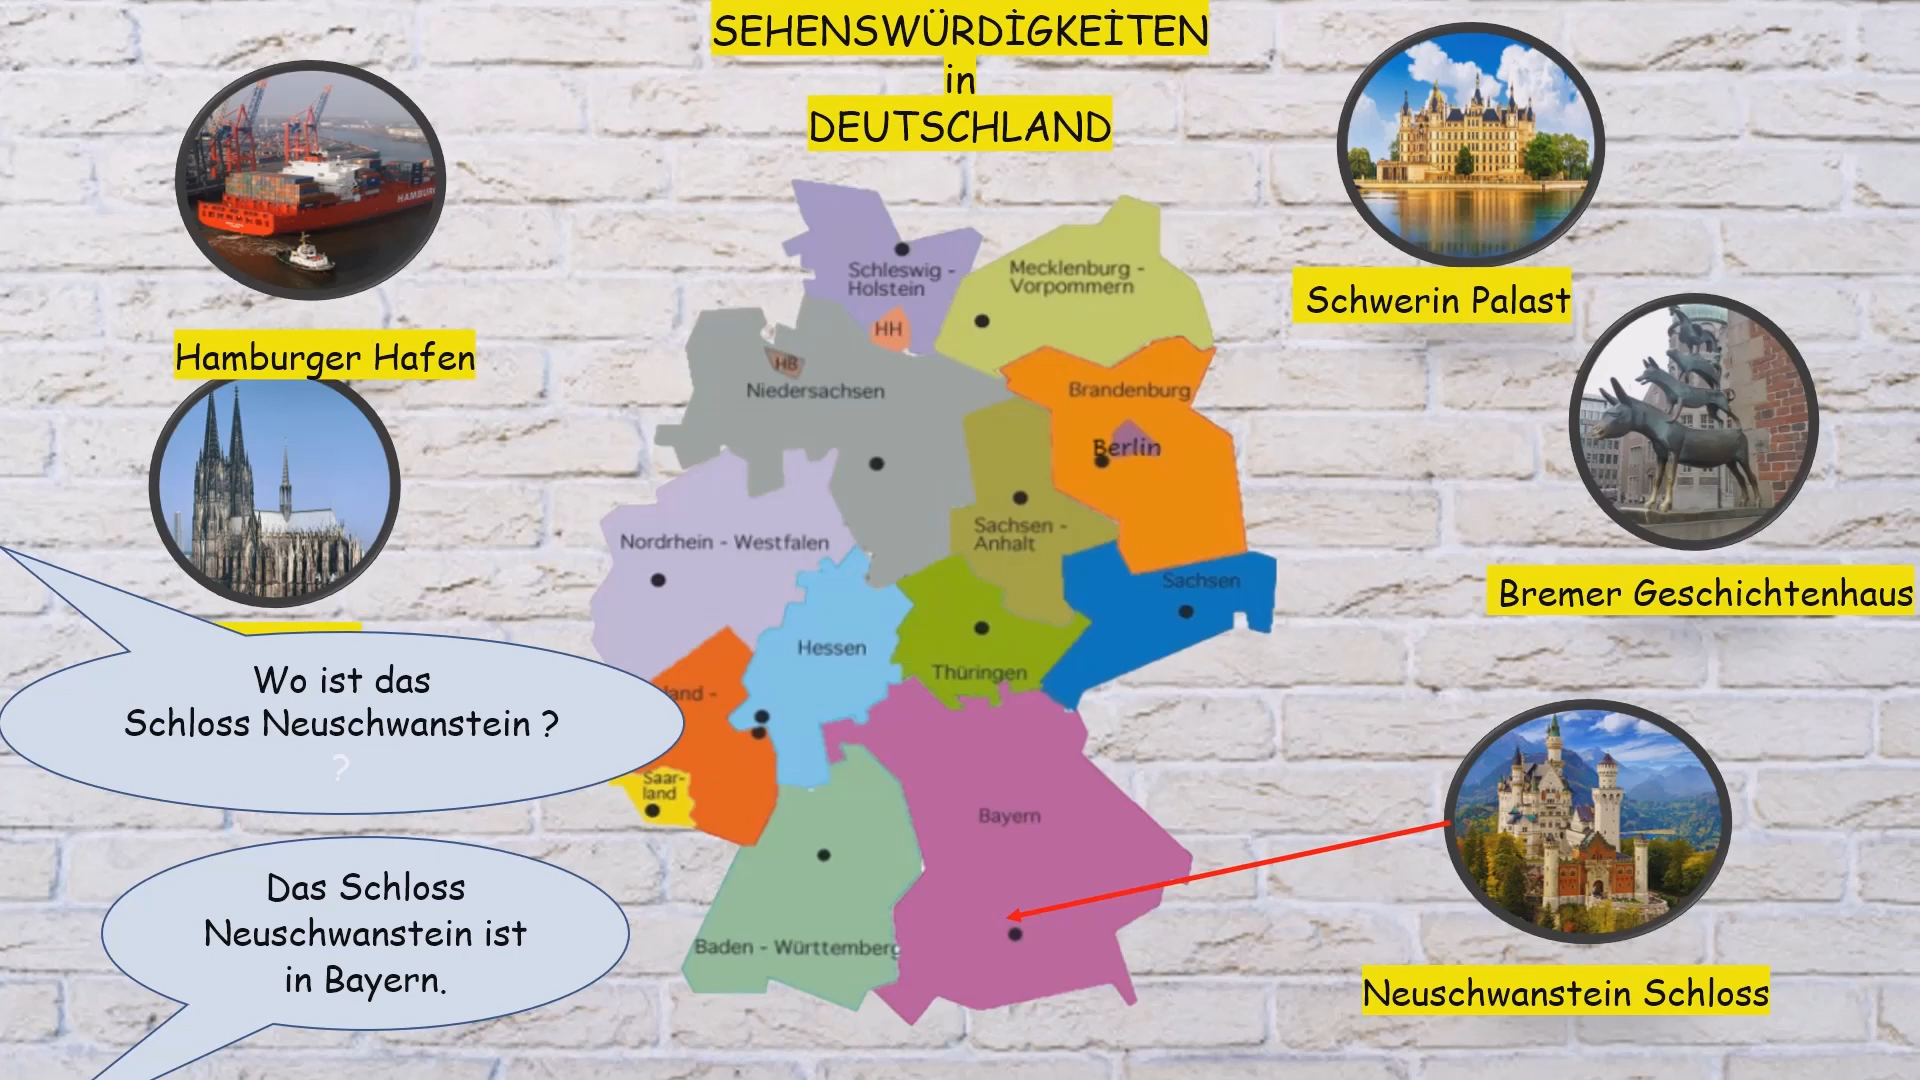 SEHENSWÜRDİGKEİTEN
in
DEUTSCHLAND
Hamburger Hafen
Schwerin Palast
Bremer Geschichtenhaus
Neuschwanstein Schloss
Wo ist das
Schloss Neuschwanstein ?
?
Das Schloss
Neuschwanstein ist
in Bayern.
Schleswig -
Holstein
HH
Mecklenburg -
Vorpommern
HB
Niedersachsen
Brandenburg
Berlin
Sachsen -
Anhalt
Nordrhein - Westfalen
Sachsen
Hessen
Thüringen
land -
Saar-
land
Bayern
Baden - Württemberg
HAMBURG